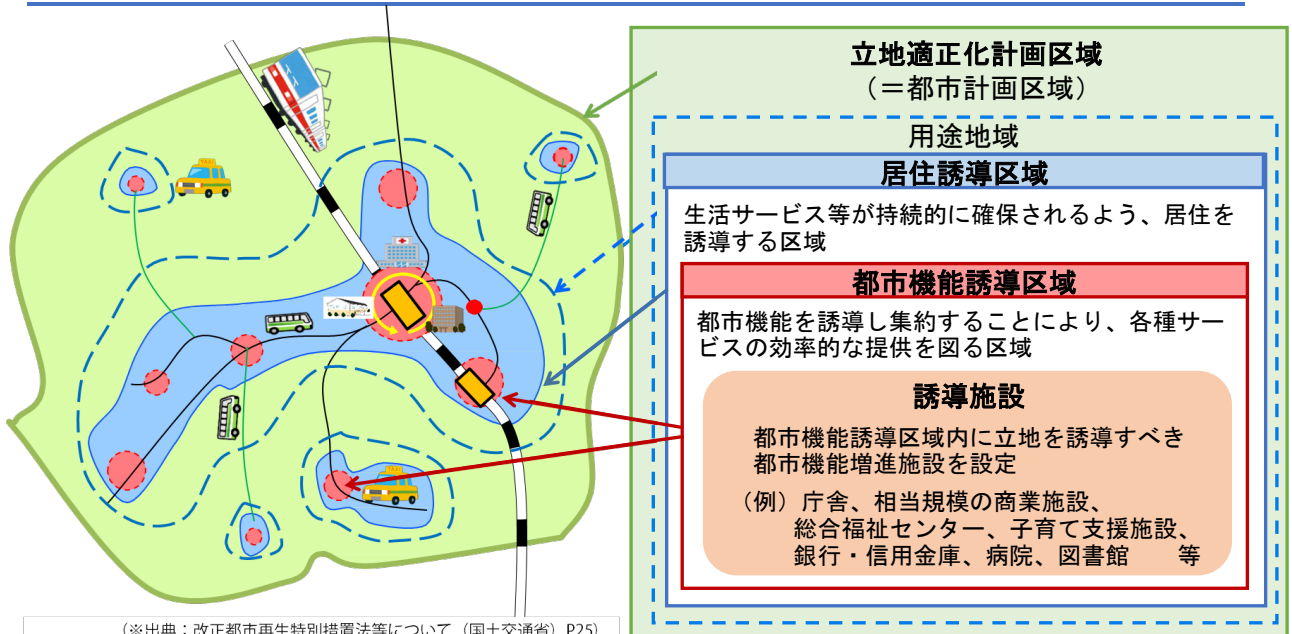 立地適正化計画区域
（＝都市計画区域）
用途地域
居住誘導区域
生活サービス等が持続的に確保されるよう、居住を
誘導する区域
都市機能誘導区域
都市機能を誘導し集約することにより、各種サー
ビスの効率的な提供を図る区域
誘導施設
都市機能誘導区域内に立地を誘導すべき
都市機能増進施設を設定
（例）庁舎、相当規模の商業施設、
総合福祉センター、子育て支援施設、
銀行・信用金庫、病院、図書館　　等
TAXI
TAXI
（※出典：改正都市再生特別措置法等について（国土交通省）P25）